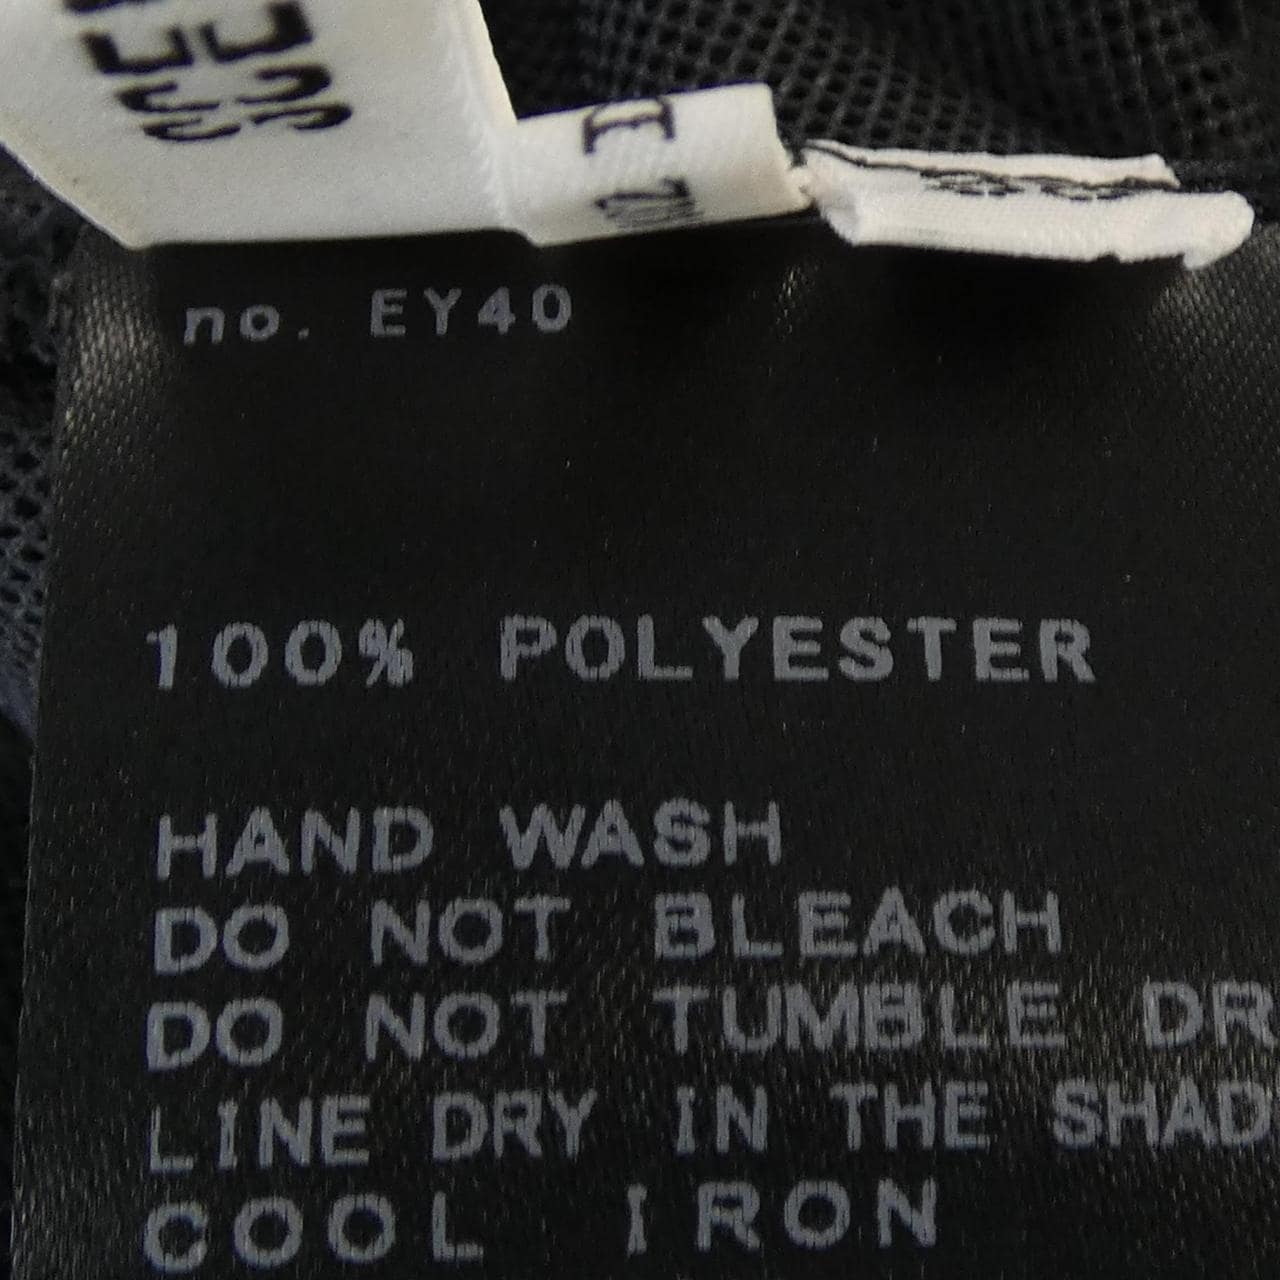 no. EY40
100% POLYESTER
HAND WASH
DO NOT BLEACH
DO NOT TUMBLE DR
LINE DRY IN THE SHAD
COOL IRON